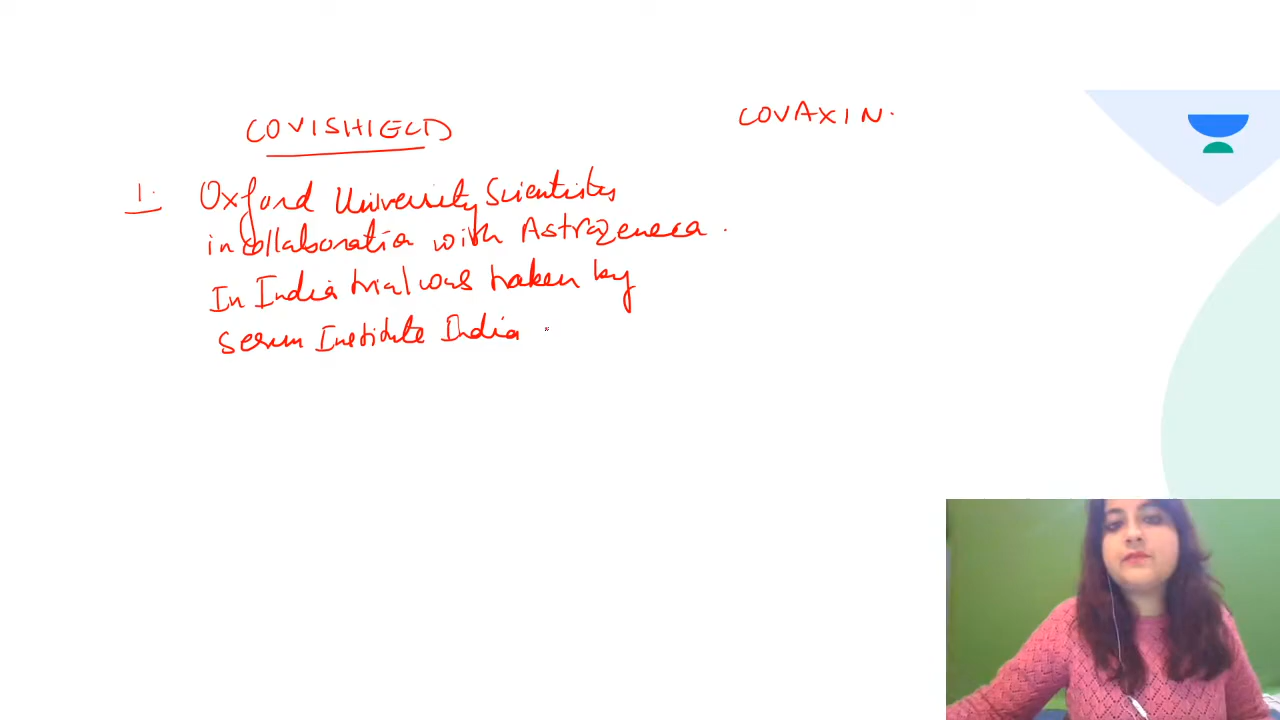 COVISHIELD
COVAXIN.
1. Oxford University Scientists
in collaboration with Astrazeneca.
In India trial was taken by
serum Institute India